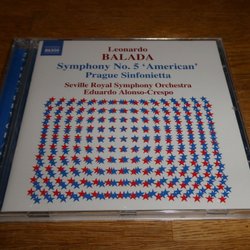 NAXOS
Leonardo
BALADA
Symphony No. 5 ‘American’
Prague Sinfonietta
Seville Royal Symphony Orchestra
Eduardo Alonso-Crespo